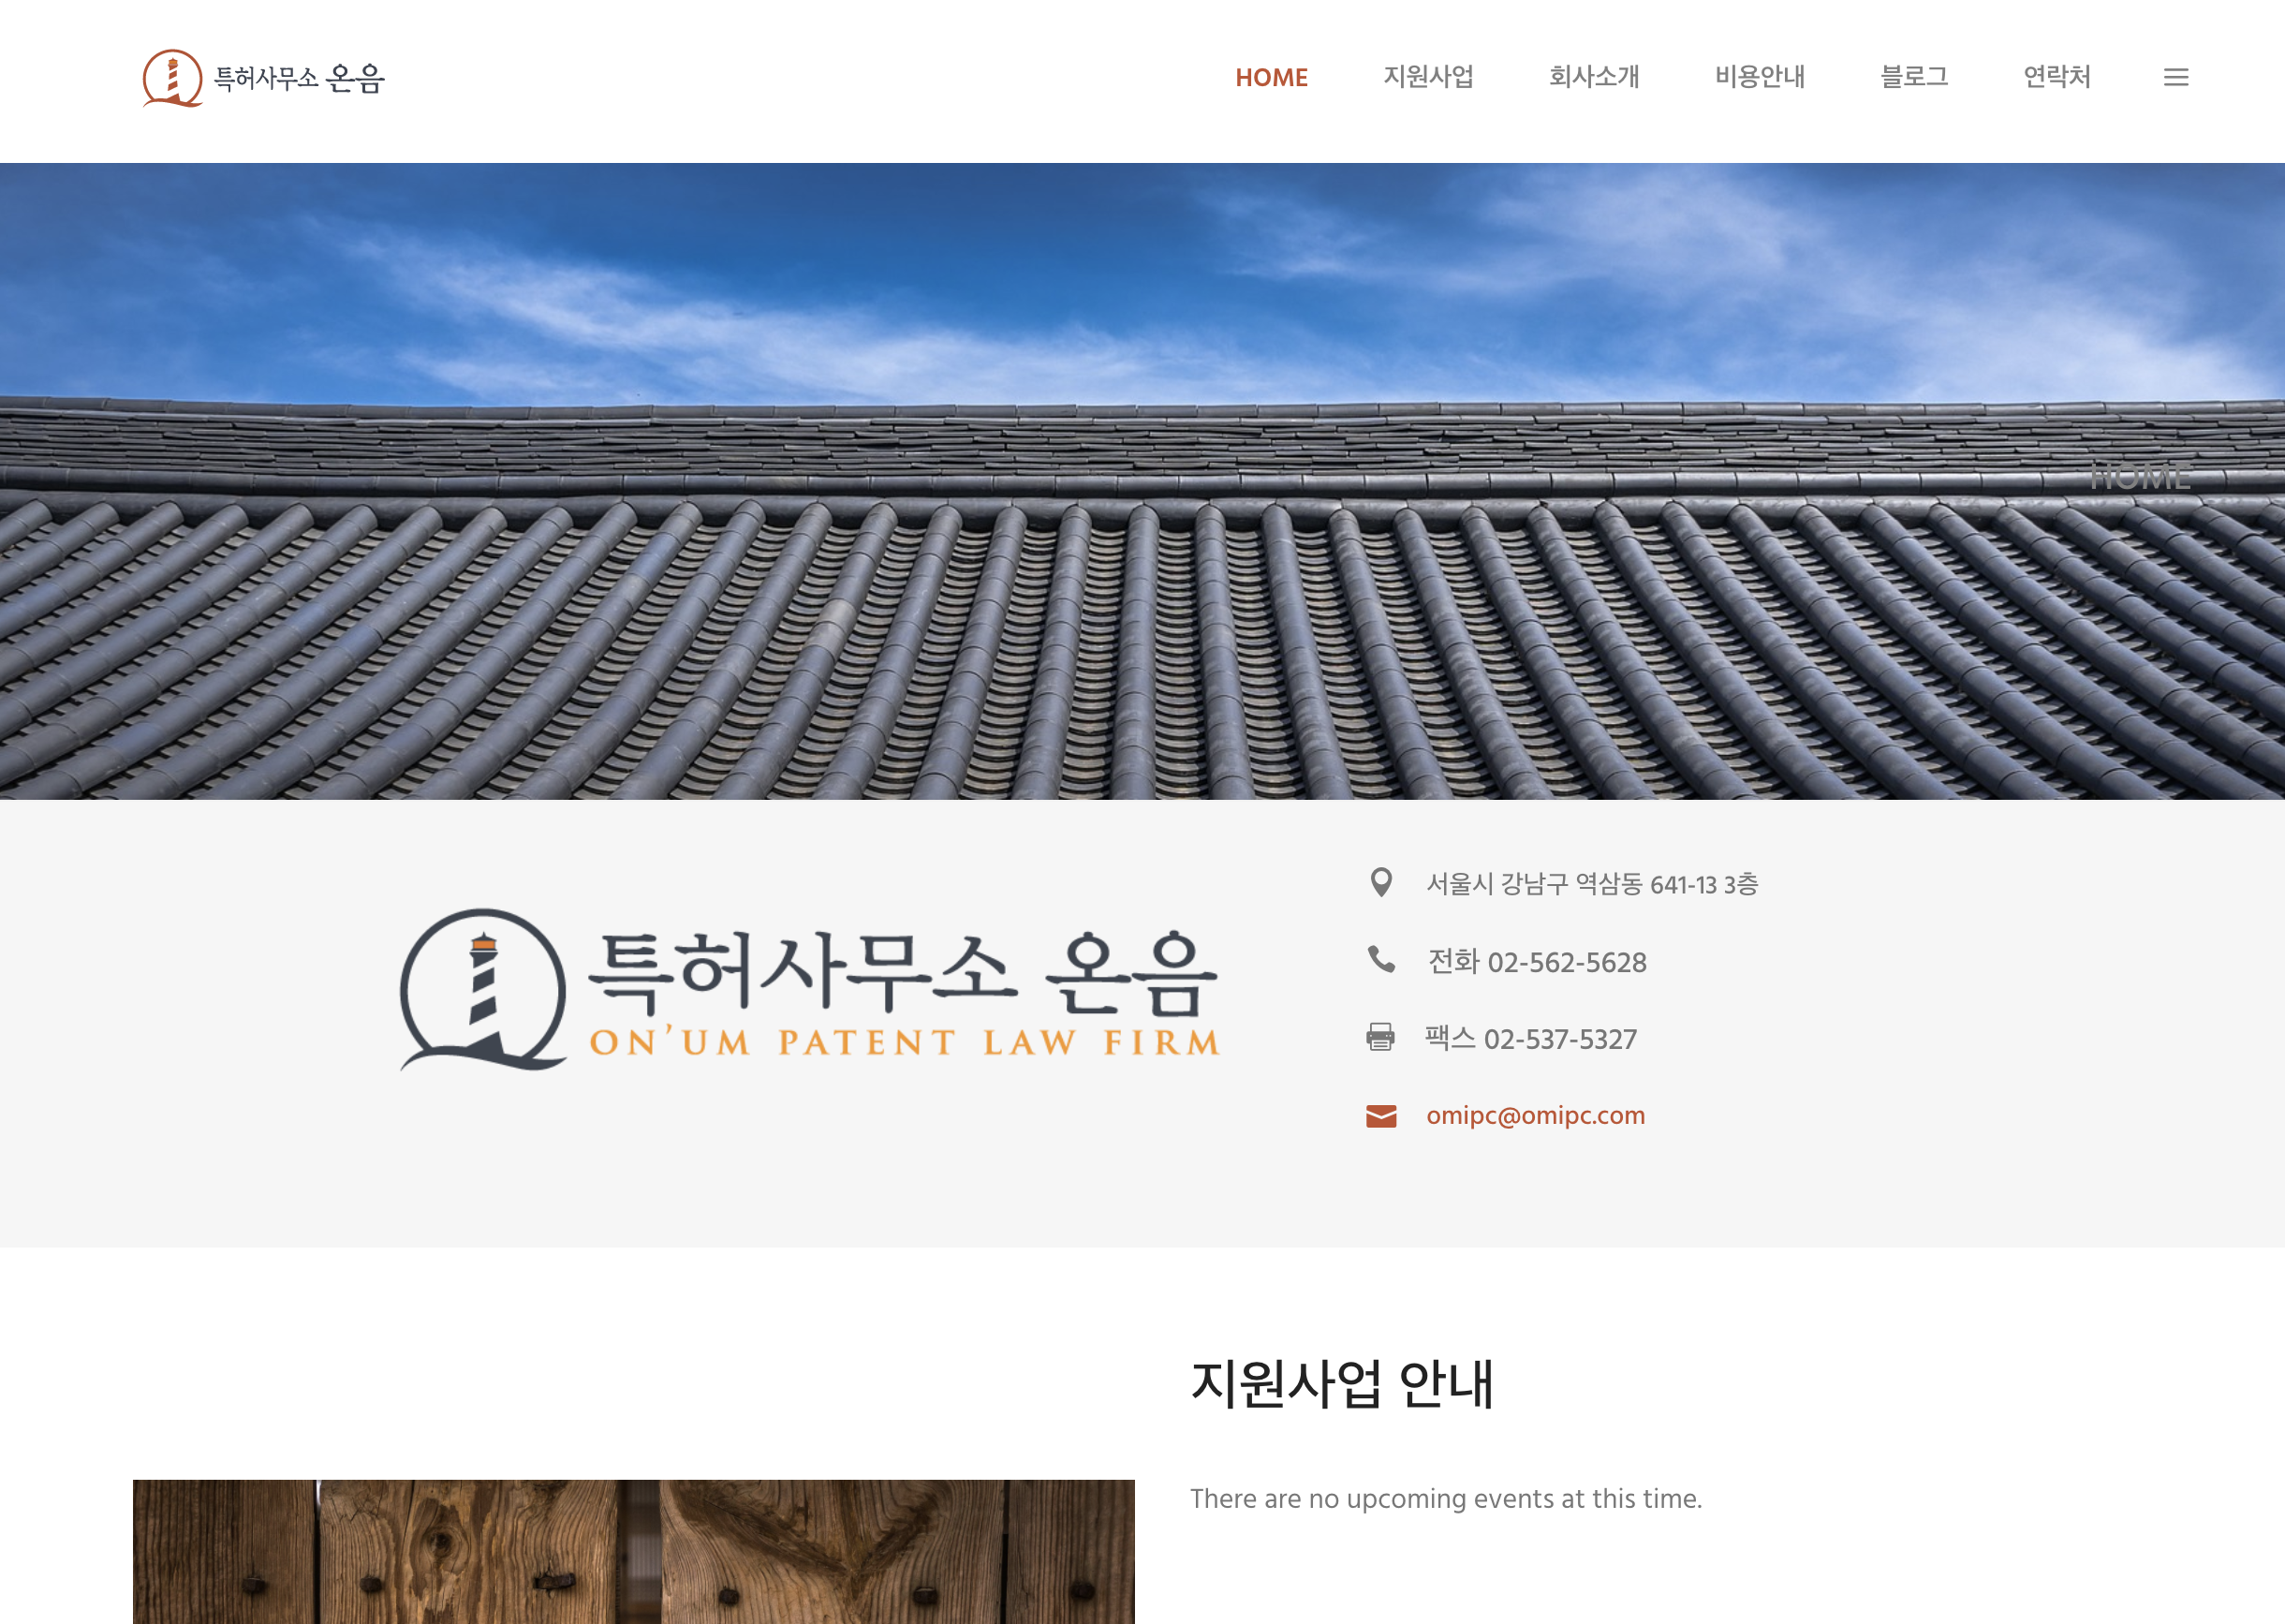 특허사무소 온음
HOME 지원사업 회사소개 비용안내 블로그 연락처
HOME
특허사무소 온음
ON'UM PATENT LAW FIRM
서울시 강남구 역삼동 641-13 3층
전화 02-562-5628
팩스 02-537-5327
omipc@omipc.com
지원사업 안내
There are no upcoming events at this time.